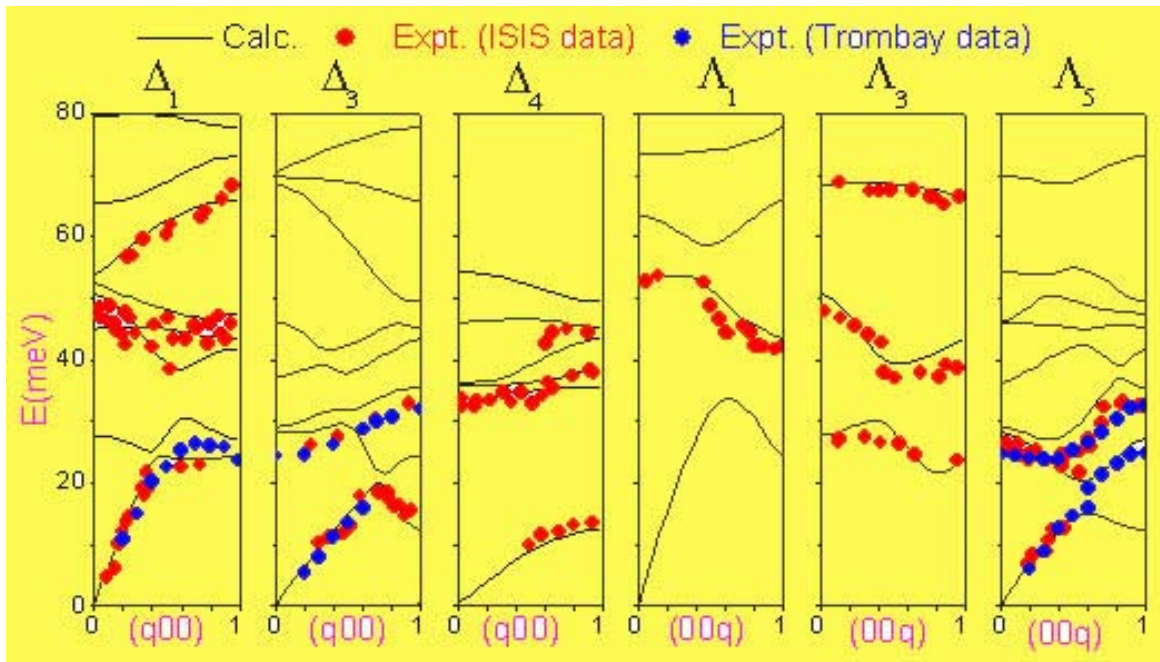 Calc. Expt. (ISIS data) Expt. (Trombay data)
Δ₁ Δ₃ Δ₄ Λ₁ Λ₃ Λ₅
80
60
40
20
0
E(meV)
0 1 0 1 0 1 0 1 0 1 0 1
(q00) (q00) (q00) (00q) (00q) (00q)